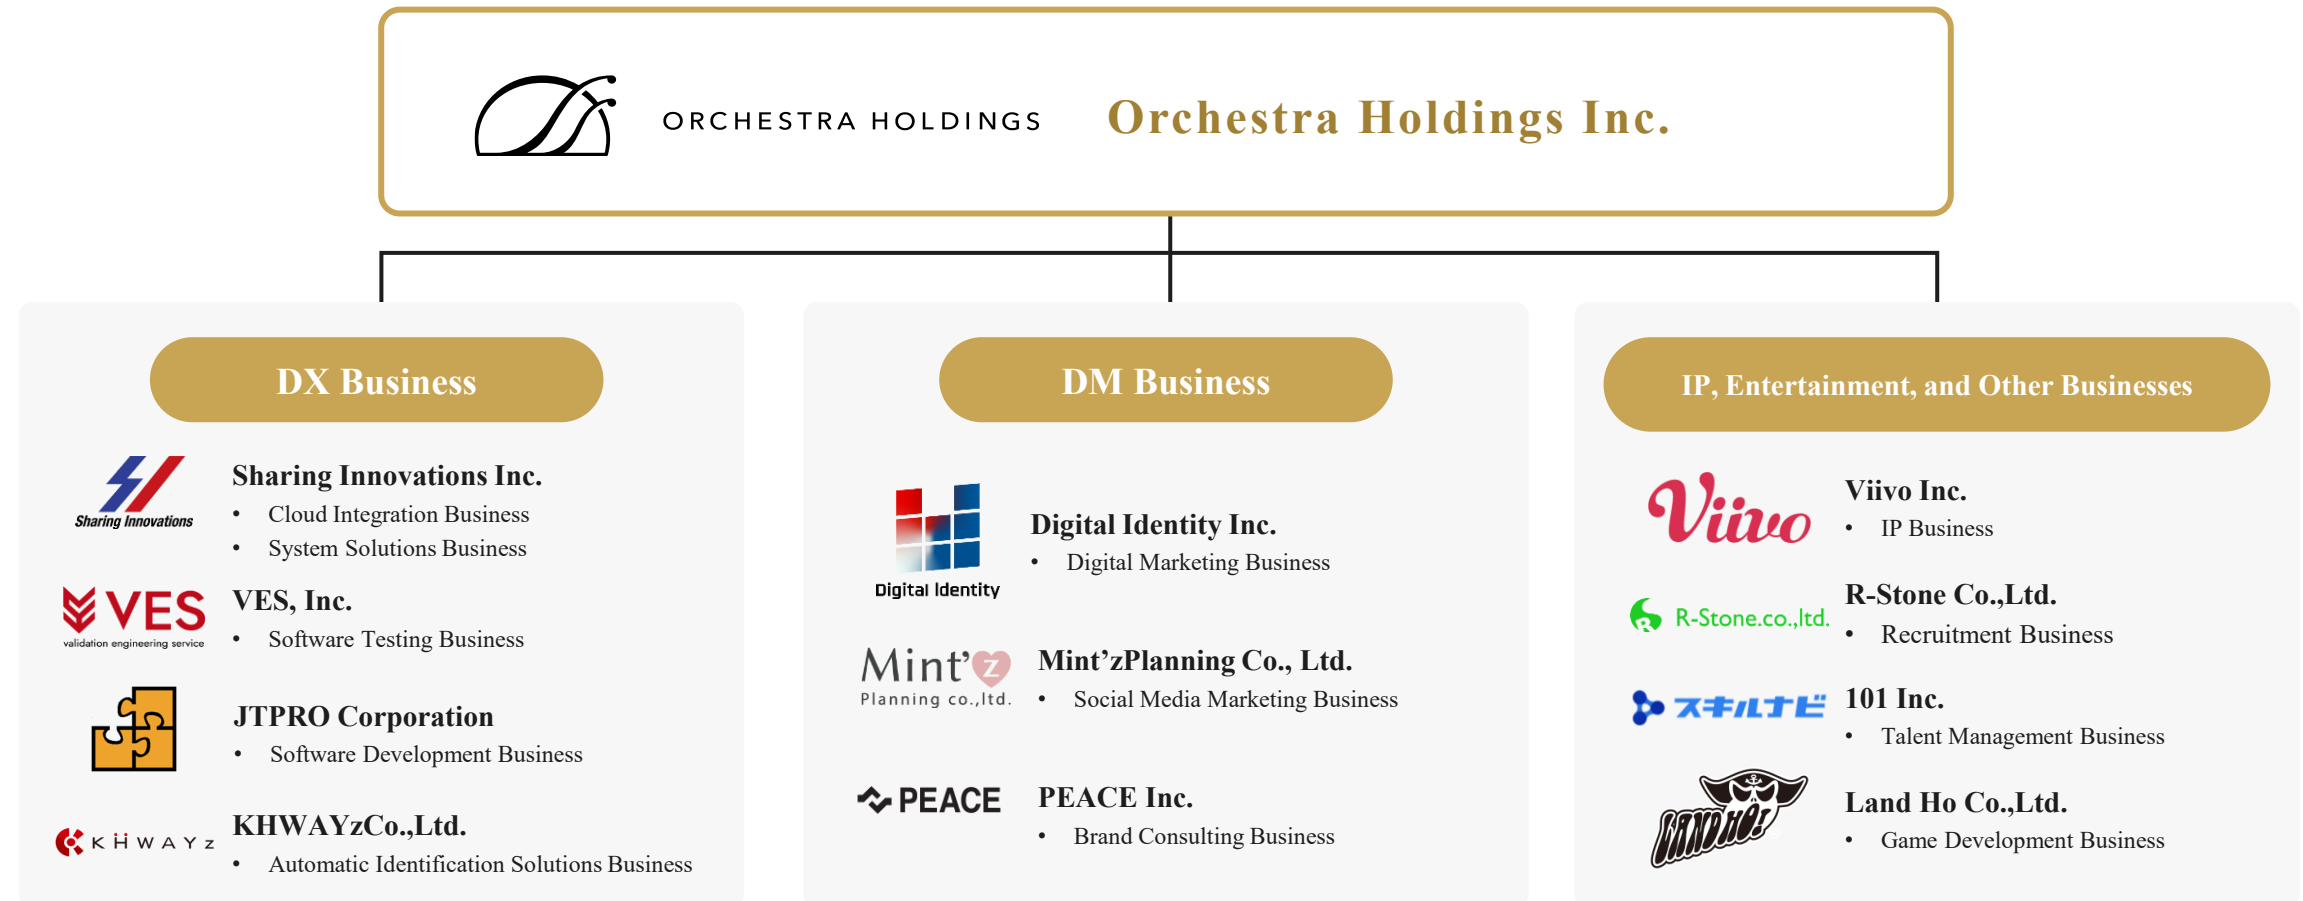 ORCHESTRA HOLDINGS
Orchestra Holdings Inc.
DX Business
Sharing Innovations
Sharing Innovations Inc.
• Cloud Integration Business
• System Solutions Business
VES
validation engineering service
VES, Inc.
• Software Testing Business
JTPRO Corporation
• Software Development Business
KHWAYz
KHWAYzCo.,Ltd.
• Automatic Identification Solutions Business
DM Business
Digital Identity
Digital Identity Inc.
• Digital Marketing Business
Mint'z
Planning co.,ltd.
Mint’zPlanning Co., Ltd.
• Social Media Marketing Business
PEACE
PEACE Inc.
• Brand Consulting Business
IP, Entertainment, and Other Businesses
Viivo
Viivo Inc.
• IP Business
R
R-Stone.co.,ltd.
R-Stone Co.,Ltd.
• Recruitment Business
スキルナビ
101 Inc.
• Talent Management Business
LAND HO!
Land Ho Co.,Ltd.
• Game Development Business